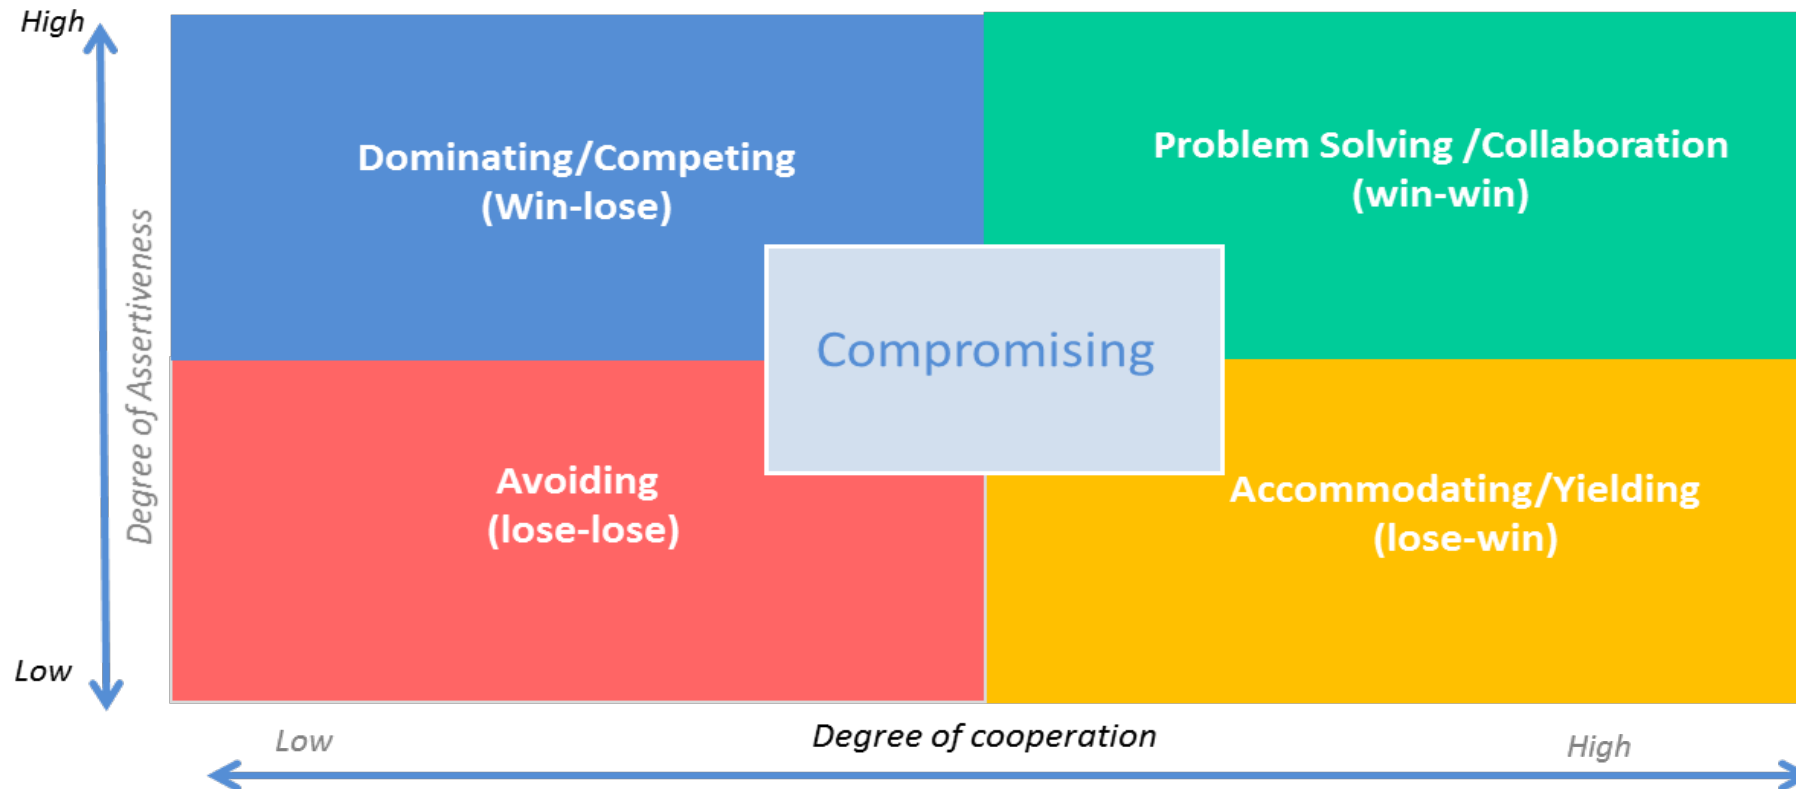 High
Dominating/Competing
(Win-lose)
Problem Solving /Collaboration
(win-win)
Degree of Assertiveness
Compromising
Avoiding
(lose-lose)
Accommodating/Yielding
(lose-win)
Low
Low
Degree of cooperation
High